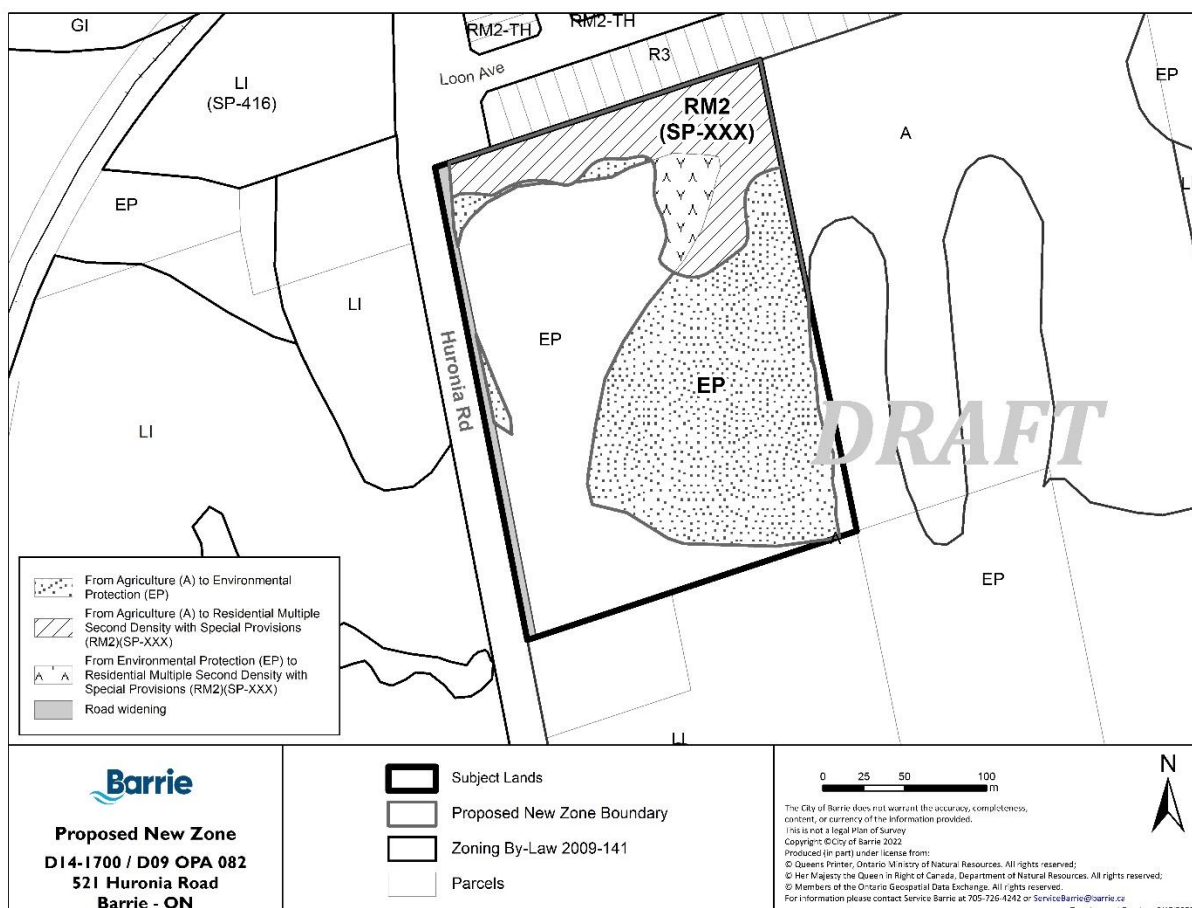 GI
RM2-TH
RM2-TH
LI
(SP-416)
Loon Ave
R3
EP
RM2
(SP-XXX)
A
EP
LI
Huronia Rd
EP
EP
DRAFT
LI
A
EP
LI
From Agriculture (A) to Environmental
Protection (EP)
From Agriculture (A) to Residential Multiple
Second Density with Special Provisions
(RM2)(SP-XXX)
From Environmental Protection (EP) to
Residential Multiple Second Density with
Special Provisions (RM2)(SP-XXX)
Road widening
Barrie
Proposed New Zone
D14-1700 / D09 OPA 082
521 Huronia Road
Barrie - ON
Subject Lands
Proposed New Zone Boundary
Zoning By-Law 2009-141
Parcels
0 25 50 100
m
N
The City of Barrie does not warrant the accuracy, completeness,
content, or currency of the information provided.
This is not a legal Plan of Survey
Copyright ©City of Barrie 2022
Produced (in part) under license from:
© Queens Printer, Ontario Ministry of Natural Resources. All rights reserved;
© Her Majesty the Queen in Right of Canada, Department of Natural Resources. All rights reserved;
© Members of the Ontario Geospatial Data Exchange. All rights reserved.
For information please contact Service Barrie at 705-726-4242 or ServiceBarrie@barrie.ca